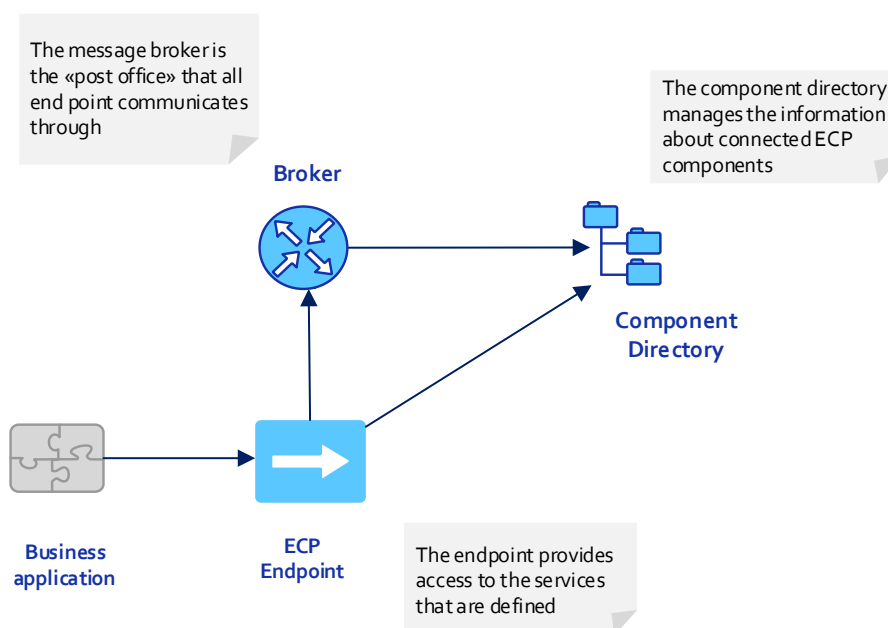 The message broker is
the «post office» that all
end point communicates
through
The component directory
manages the information
about connected ECP
components
Broker
Component
Directory
Business
application
ECP
Endpoint
The endpoint provides
access to the services
that are defined